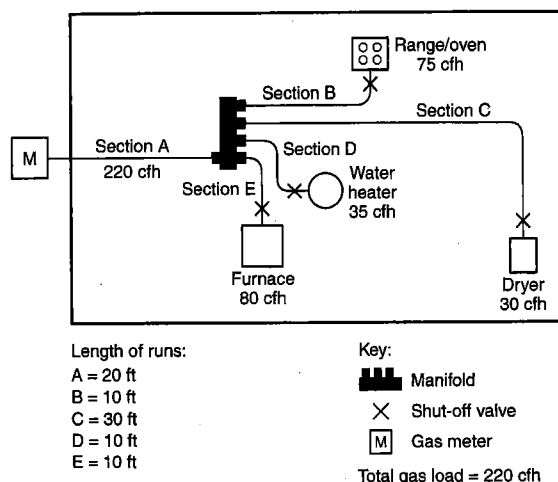 Range/oven
75 cfh
Section B
Section C
Section A
220 cfh
M
Section D
Water
heater
35 cfh
Section E
Furnace
80 cfh
Dryer
30 cfh
Length of runs:
A = 20 ft
B = 10 ft
C = 30 ft
D = 10 ft
E = 10 ft
Key:
Manifold
Shut-off valve
M Gas meter
Total gas load = 220 cfh